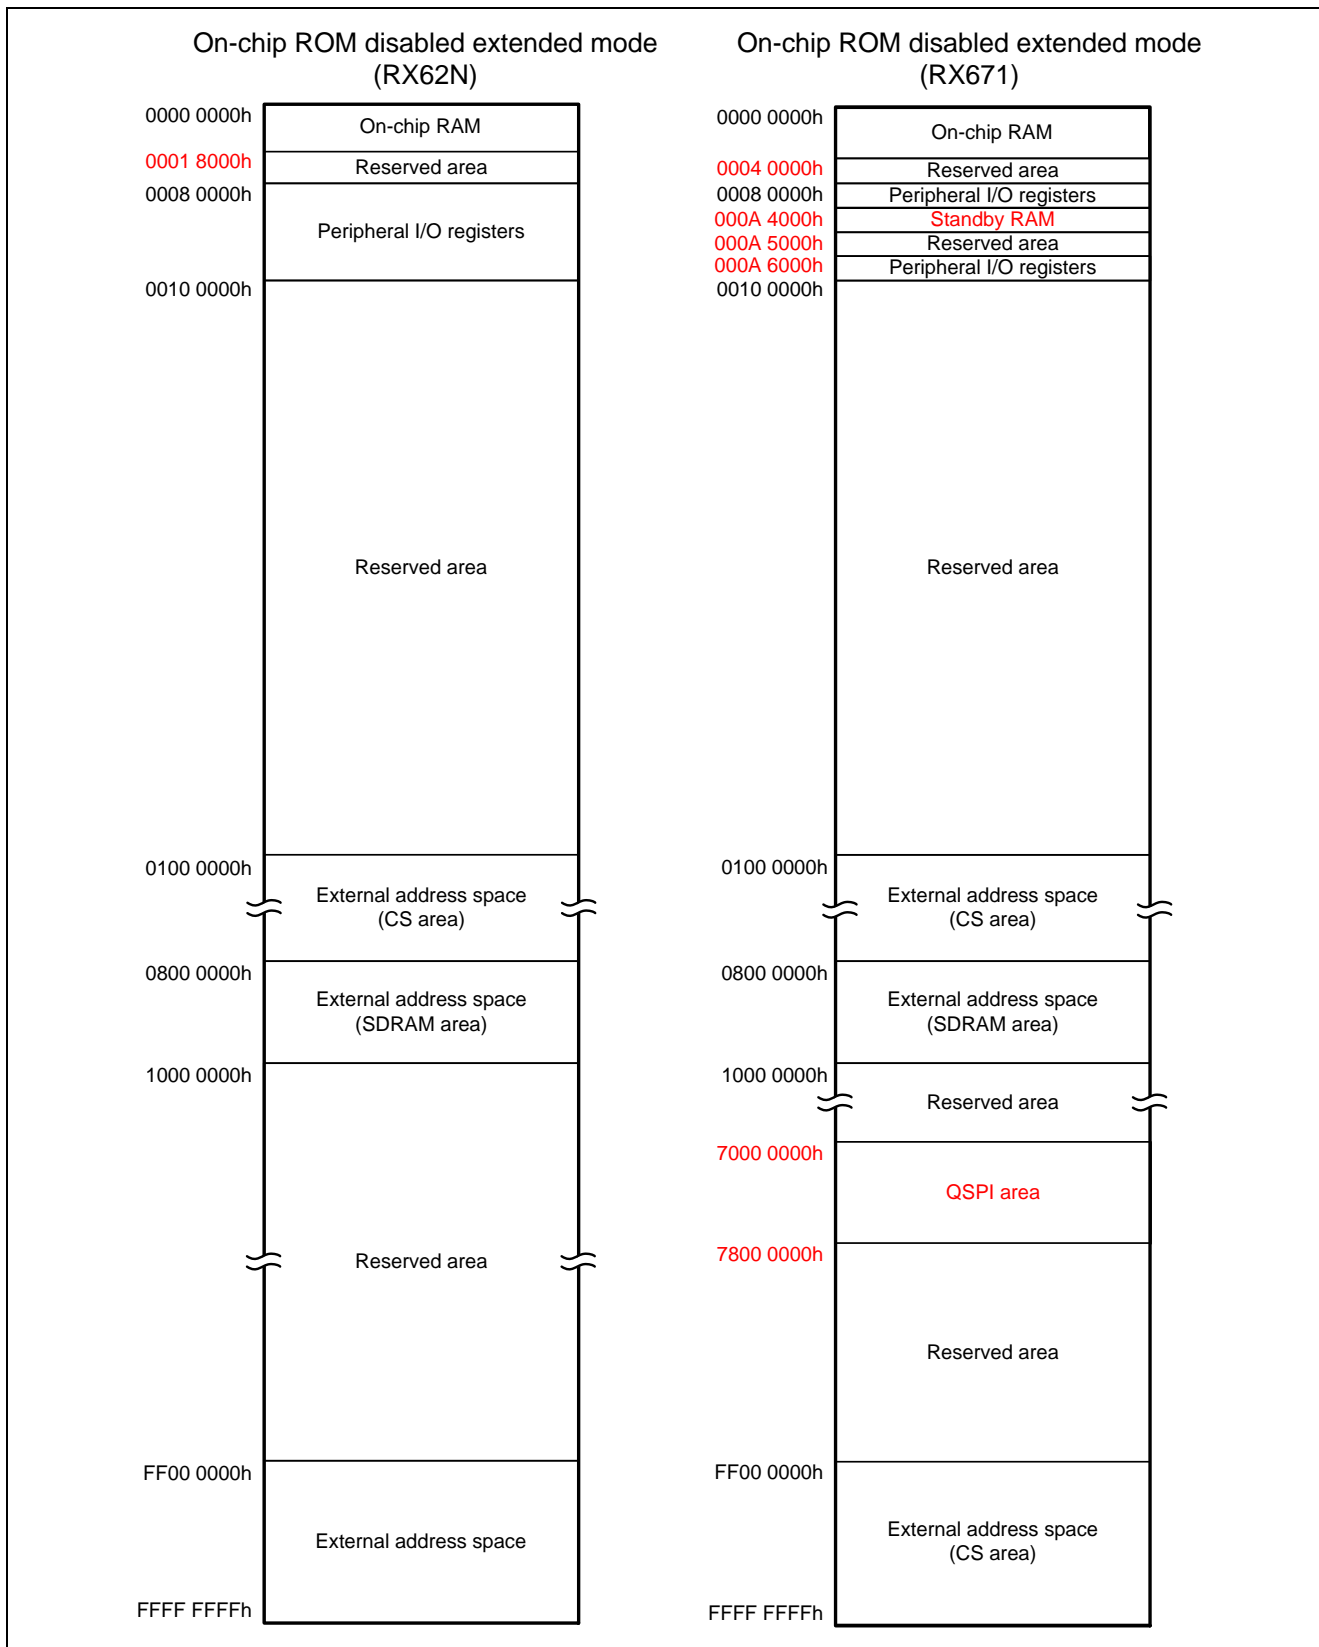 On-chip ROM disabled extended mode
(RX62N)
0000 0000h
On-chip RAM
0001 8000h
Reserved area
0008 0000h
Peripheral I/O registers
0010 0000h
Reserved area
0100 0000h
External address space
(CS area)
0800 0000h
External address space
(SDRAM area)
1000 0000h
Reserved area
FF00 0000h
External address space
FFFF FFFFh
On-chip ROM disabled extended mode
(RX671)
0000 0000h
On-chip RAM
0004 0000h
Reserved area
0008 0000h
Peripheral I/O registers
000A 4000h
Standby RAM
000A 5000h
Reserved area
000A 6000h
Peripheral I/O registers
0010 0000h
Reserved area
0100 0000h
External address space
(CS area)
0800 0000h
External address space
(SDRAM area)
1000 0000h
Reserved area
7000 0000h
QSPI area
7800 0000h
Reserved area
FF00 0000h
External address space
(CS area)
FFFF FFFFh